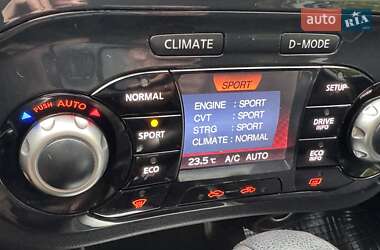 auto RIA
CLIMATE
D-MODE
SPORT
PUSH AUTO
NORMAL
SETUP
ENGINE : SPORT
CVT : SPORT
STRG : SPORT
CLIMATE : NORMAL
SPORT
DRIVE INFO
ECO
ECO INFO
23.5°C A/C AUTO